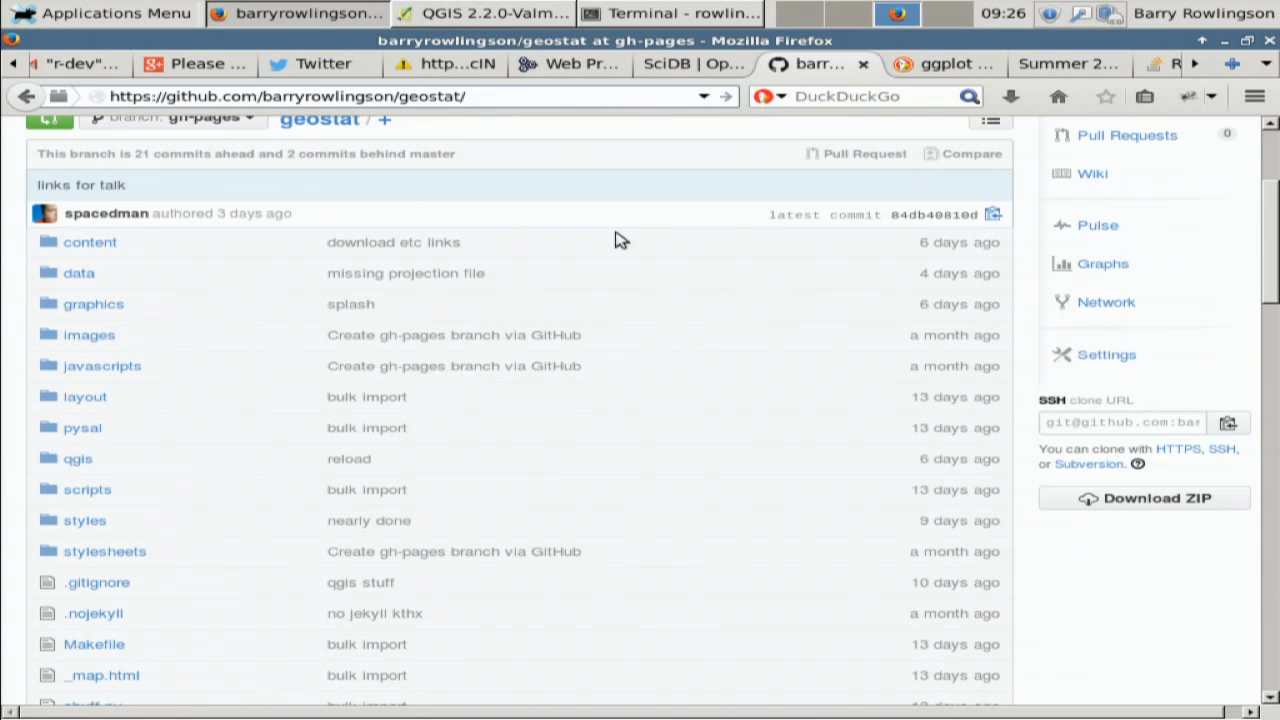 Applications Menu barryrowlingson... QGIS2.2.0-Valm... Terminal - rowlin... 09:26 Barry Rowlingson
barryrowlingson/geostat at gh-pages - Mozilla Firefox
"r-dev"... Please ... Twitter http...cIN Web Pr... SciDB | Op... barr... ggplot ... Summer 2... R
https://github.com/barryrowlingson/geostat/ DuckDuckGo
branch: gh-pages geostat / +
This branch is 21 commits ahead and 2 commits behind master Pull Request Compare
links for talk
spacedman authored 3 days ago latest commit 84db40810d
content download etc links 6 days ago
data missing projection file 4 days ago
graphics splash 6 days ago
images Create gh-pages branch via GitHub a month ago
javascripts Create gh-pages branch via GitHub a month ago
layout bulk import 13 days ago
pysal bulk import 13 days ago
qgis reload 6 days ago
scripts bulk import 13 days ago
styles nearly done 9 days ago
stylesheets Create gh-pages branch via GitHub a month ago
.gitignore qgis stuff 10 days ago
.nojekyll no jekyll kthx a month ago
Makefile bulk import 13 days ago
_map.html bulk import 13 days ago
Pull Requests 0
Wiki
Pulse
Graphs
Network
Settings
SSH clone URL
git@github.com:bar
You can clone with HTTPS, SSH,
or Subversion.
Download ZIP